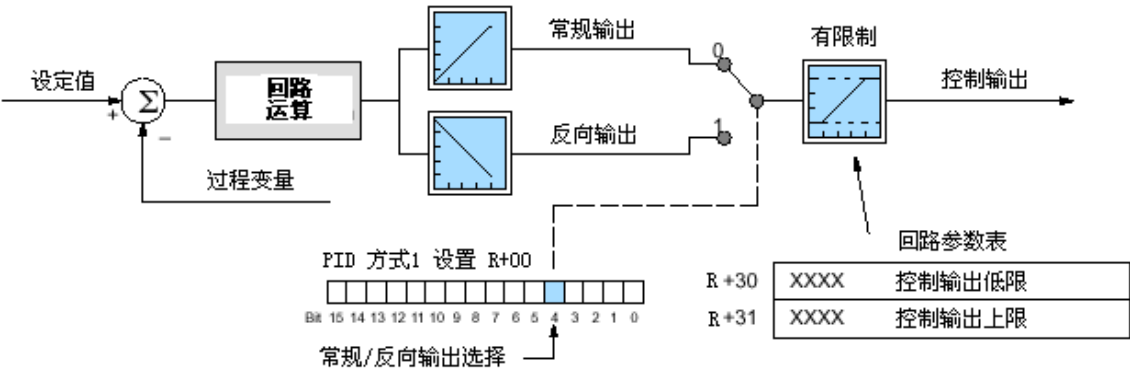 常规输出
0
有限制
设定值
Σ
+
−
回路
运算
控制输出
1
反向输出
过程变量
回路参数表
PID 方式1 设置 R+00
R +30 XXXX 控制输出低限
Bit 15 14 13 12 11 10 9 8 7 6 5 4 3 2 1 0
R+31 XXXX 控制输出上限
常规/反向输出选择